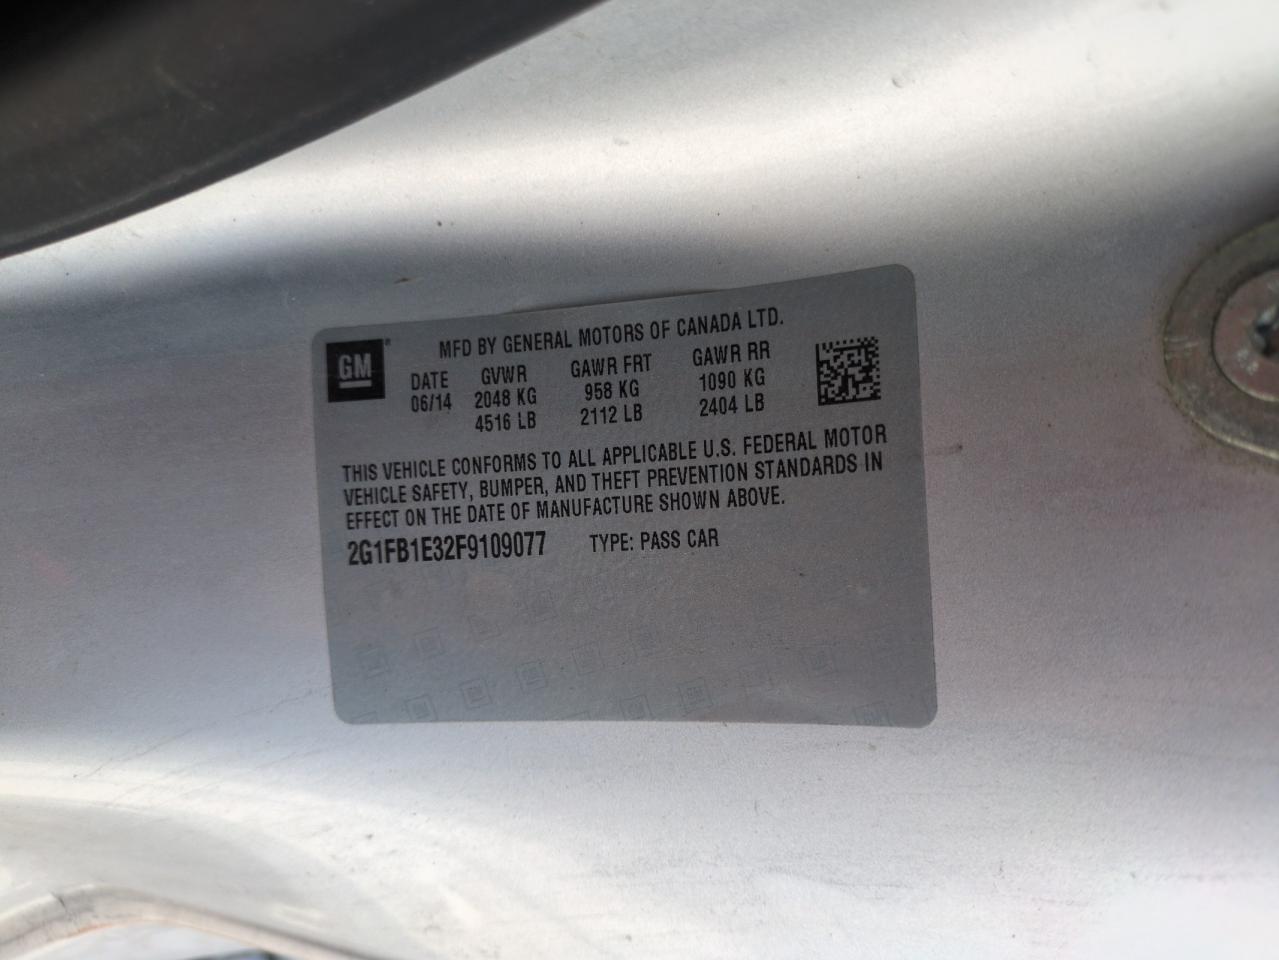 GM
MFD BY GENERAL MOTORS OF CANADA LTD.
DATE GVWR GAWR FRT GAWR RR
06/14 2048 KG 958 KG 1090 KG
4516 LB 2112 LB 2404 LB
THIS VEHICLE CONFORMS TO ALL APPLICABLE U.S. FEDERAL MOTOR
VEHICLE SAFETY, BUMPER, AND THEFT PREVENTION STANDARDS IN
EFFECT ON THE DATE OF MANUFACTURE SHOWN ABOVE.
2G1FB1E32F9109077 TYPE: PASS CAR